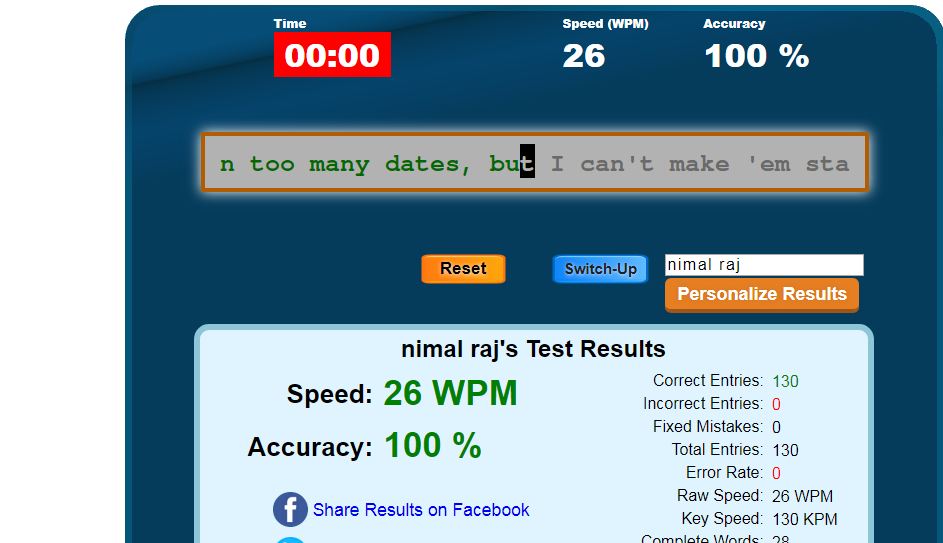 Time Speed (WPM) Accuracy
00:00 26 100 %
n too many dates, but I can't make 'em sta
nimal raj
Reset Switch-Up
Personalize Results
nimal raj's Test Results
Speed: 26 WPM
Accuracy: 100 %
Share Results on Facebook
Correct Entries: 130
Incorrect Entries: 0
Fixed Mistakes: 0
Total Entries: 130
Error Rate: 0
Raw Speed: 26 WPM
Key Speed: 130 KPM
Complete Words: 28